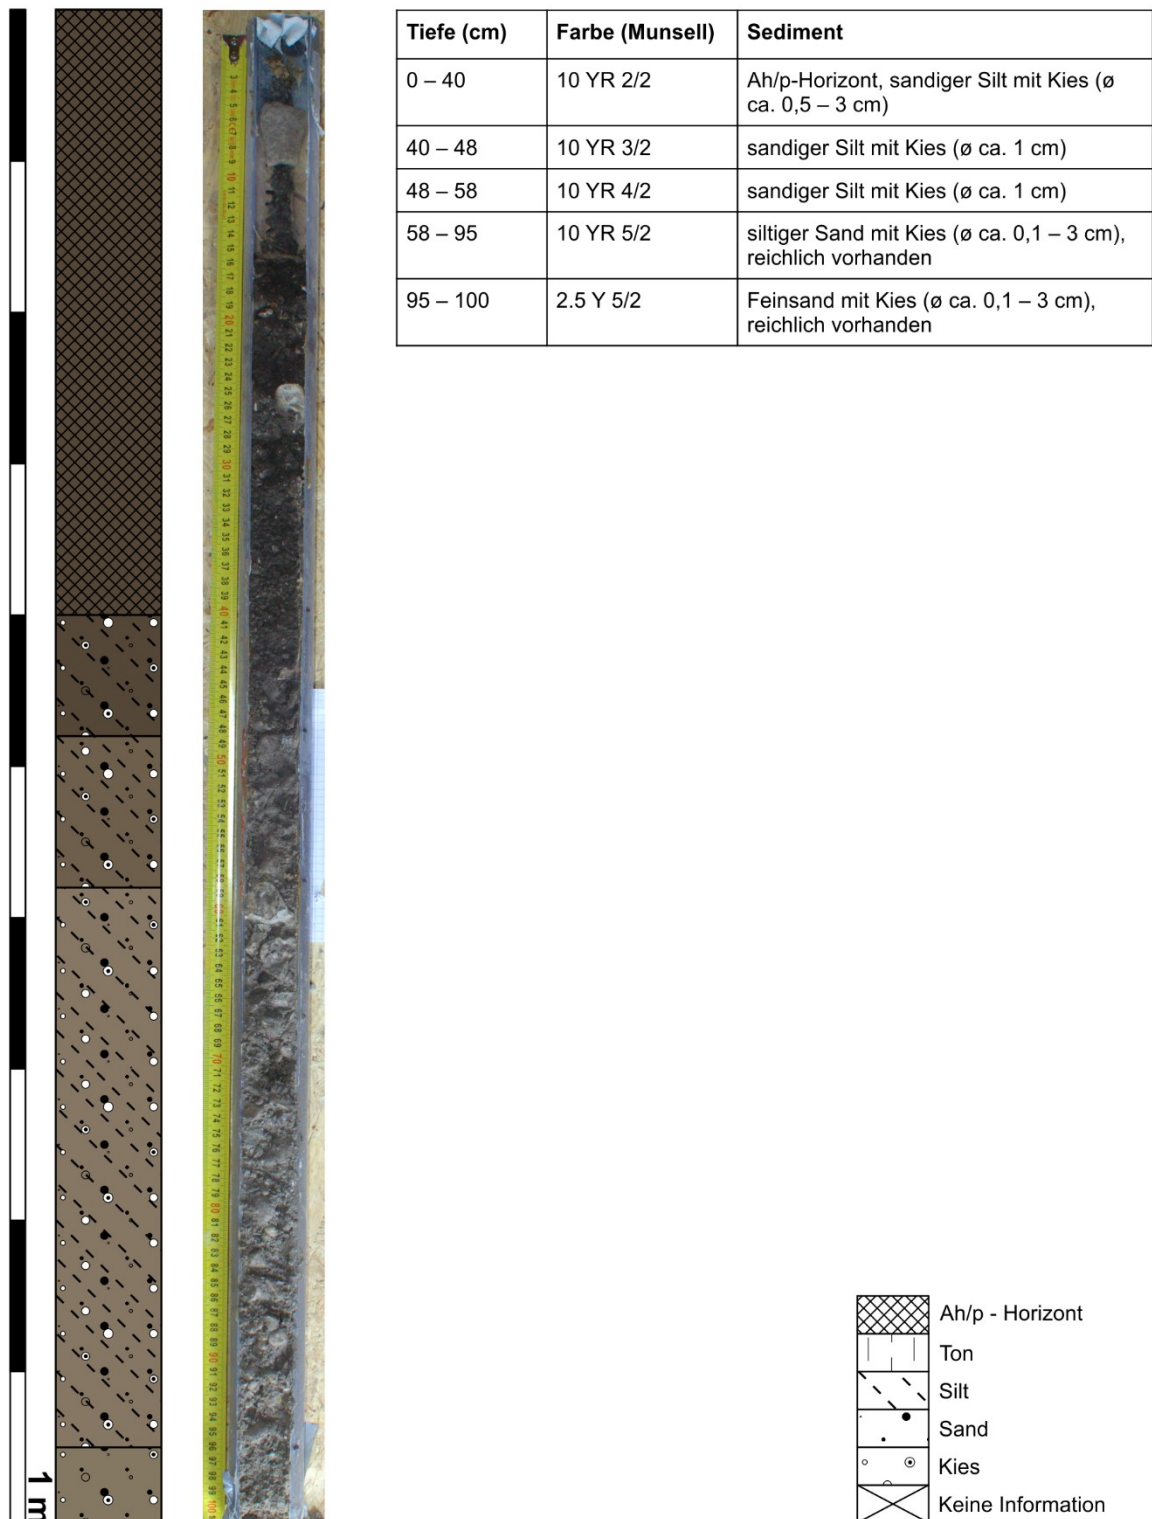 Tiefe (cm) Farbe (Munsell) Sediment
0 – 40 10 YR 2/2 Ah/p-Horizont, sandiger Silt mit Kies (ø
ca. 0,5 – 3 cm)
40 – 48 10 YR 3/2 sandiger Silt mit Kies (ø ca. 1 cm)
48 – 58 10 YR 4/2 sandiger Silt mit Kies (ø ca. 1 cm)
58 – 95 10 YR 5/2 siltiger Sand mit Kies (ø ca. 0,1 – 3 cm),
reichlich vorhanden
95 – 100 2.5 Y 5/2 Feinsand mit Kies (ø ca. 0,1 – 3 cm),
reichlich vorhanden
Ah/p - Horizont
Ton
Silt
Sand
Kies
Keine Information
1 m